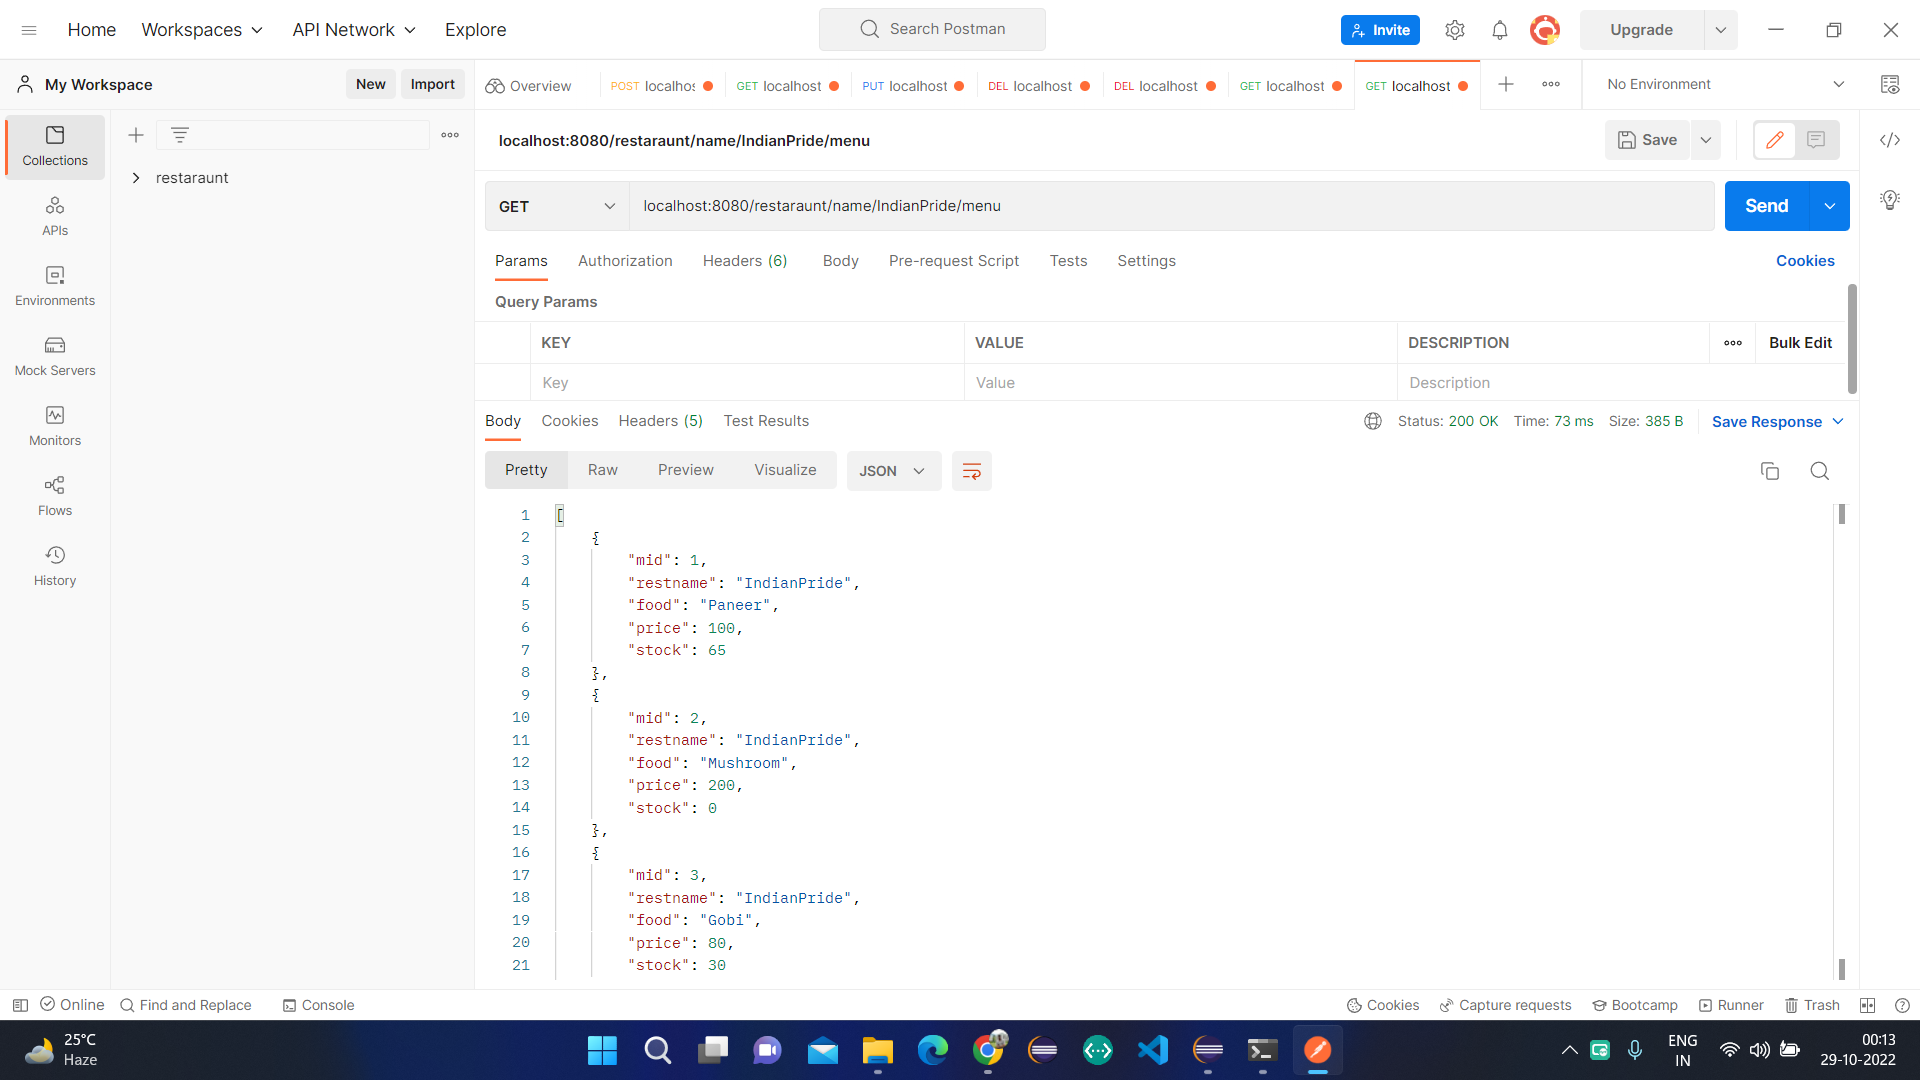 Home Workspaces API Network Explore Search Postman Invite Upgrade
My Workspace New Import Overview POST localhos GET localhost PUT localhost DEL localhost DEL localhost GET localhost GET localhost No Environment
Collections
restaraunt
APIs
Environments
Mock Servers
Monitors
Flows
History
localhost:8080/restaraunt/name/IndianPride/menu Save
GET localhost:8080/restaraunt/name/IndianPride/menu Send
Params Authorization Headers (6) Body Pre-request Script Tests Settings Cookies
Query Params
KEY VALUE DESCRIPTION Bulk Edit
Key Value Description
Body Cookies Headers (5) Test Results Status: 200 OK Time: 73 ms Size: 385 B Save Response
Pretty Raw Preview Visualize JSON
1 [
2 {
3 "mid": 1,
4 "restname": "IndianPride",
5 "food": "Paneer",
6 "price": 100,
7 "stock": 65
8 },
9 {
10 "mid": 2,
11 "restname": "IndianPride",
12 "food": "Mushroom",
13 "price": 200,
14 "stock": 0
15 },
16 {
17 "mid": 3,
18 "restname": "IndianPride",
19 "food": "Gobi",
20 "price": 80,
21 "stock": 30
Online Find and Replace Console Cookies Capture requests Bootcamp Runner Trash
25°C
Haze
ENG
IN
00:13
29-10-2022